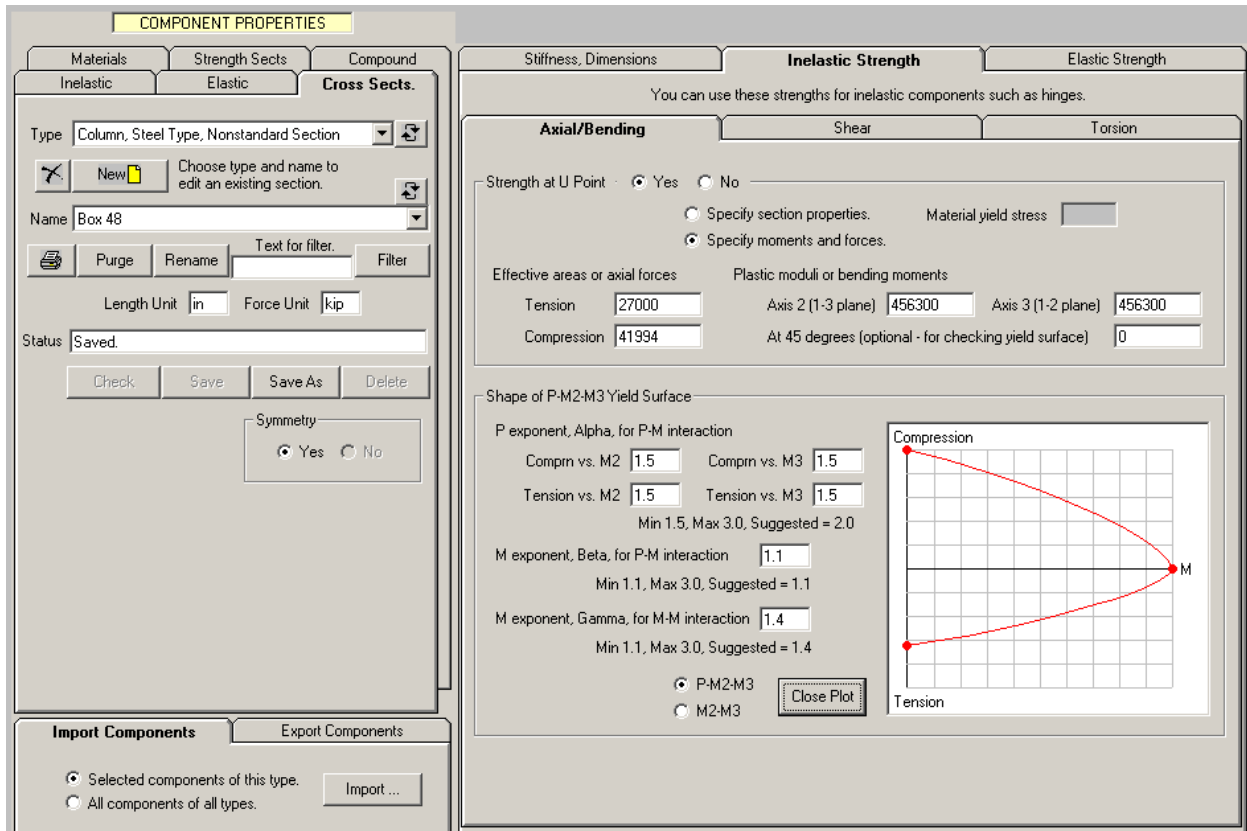 COMPONENT PROPERTIES
Materials Strength Sects Compound
Inelastic Elastic Cross Sects.
Type Column, Steel Type, Nonstandard Section
New Choose type and name to
edit an existing section.
Name Box 48
Text for filter.
Purge Rename Filter
Length Unit in Force Unit kip
Status Saved.
Check Save Save As Delete
Symmetry
Yes No
Import Components Export Components
Selected components of this type.
All components of all types.
Import ...
Stiffness, Dimensions Inelastic Strength Elastic Strength
You can use these strengths for inelastic components such as hinges.
Axial/Bending Shear Torsion
Strength at U Point Yes No
Specify section properties. Material yield stress
Specify moments and forces.
Effective areas or axial forces Plastic moduli or bending moments
Tension 27000 Axis 2 (1-3 plane) 456300 Axis 3 (1-2 plane) 456300
Compression 41994 At 45 degrees (optional - for checking yield surface) 0
Shape of P-M2-M3 Yield Surface
P exponent, Alpha, for P-M interaction
Comprn vs. M2 1.5 Comprn vs. M3 1.5
Tension vs. M2 1.5 Tension vs. M3 1.5
Min 1.5, Max 3.0, Suggested = 2.0
M exponent, Beta, for P-M interaction 1.1
Min 1.1, Max 3.0, Suggested = 1.1
M exponent, Gamma, for M-M interaction 1.4
Min 1.1, Max 3.0, Suggested = 1.4
P-M2-M3
M2-M3
Close Plot
Compression
M
Tension